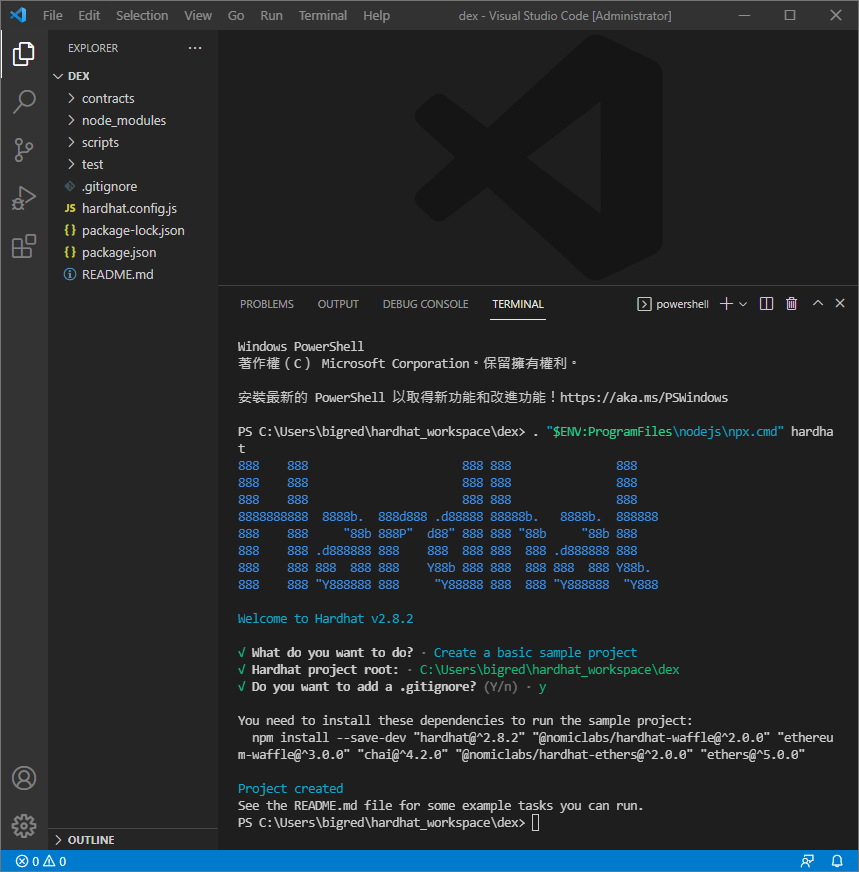 File Edit Selection View Go Run Terminal Help dex - Visual Studio Code [Administrator]
EXPLORER ...
DEX
contracts
node_modules
scripts
test
.gitignore
JS hardhat.config.js
{} package-lock.json
{} package.json
README.md
PROBLEMS OUTPUT DEBUG CONSOLE TERMINAL powershell
Windows PowerShell
著作權(C) Microsoft Corporation。保留擁有權利。
安裝最新的 PowerShell 以取得新功能和改進功能!https://aka.ms/PSWindows
PS C:\Users\bigred\hardhat_workspace\dex> . "$ENV:ProgramFiles\nodejs\npx.cmd" hardha
t
888    888                      888 888               888
888    888                      888 888               888
888    888                      888 888               888
8888888888  8888b.  888d888 .d88888 88888b.   8888b.  888888
888    888     "88b 888P"  d88" 888 888 "88b     "88b 888
888    888 .d888888 888    888  888 888  888 .d888888 888
888    888 888  888 888    Y88b 888 888  888 888  888 Y88b.
888    888 "Y888888 888     "Y88888 888  888 "Y888888  "Y888
Welcome to Hardhat v2.8.2
√ What do you want to do? · Create a basic sample project
√ Hardhat project root: · C:\Users\bigred\hardhat_workspace\dex
√ Do you want to add a .gitignore? (Y/n) · y
You need to install these dependencies to run the sample project:
npm install --save-dev "hardhat@^2.8.2" "@nomiclabs/hardhat-waffle@^2.0.0" "ethereu
m-waffle@^3.0.0" "chai@^4.2.0" "@nomiclabs/hardhat-ethers@^2.0.0" "ethers@^5.0.0"
Project created
See the README.md file for some example tasks you can run.
PS C:\Users\bigred\hardhat_workspace\dex>
OUTLINE
0 0